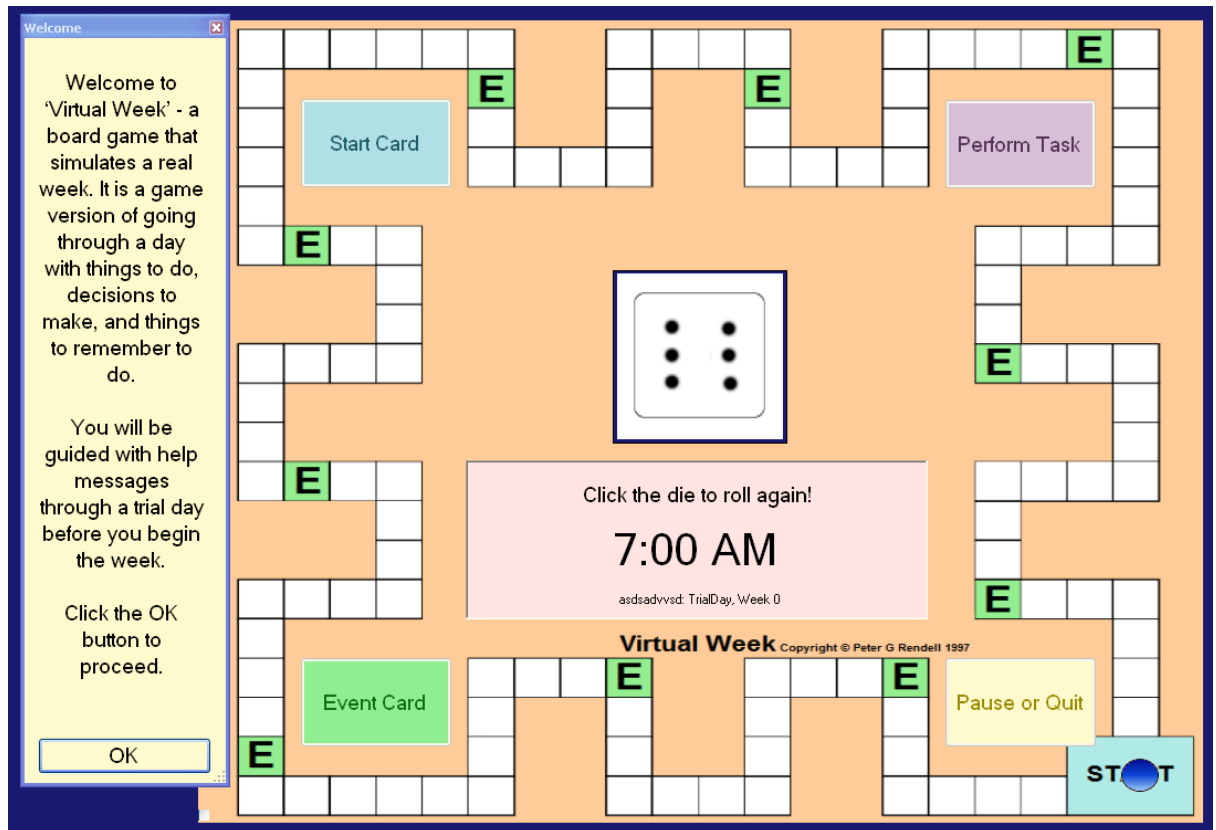 Welcome
Welcome to
‘Virtual Week’ - a
board game that
simulates a real
week. It is a game
version of going
through a day
with things to do,
decisions to
make, and things
to remember to
do.
You will be
guided with help
messages
through a trial day
before you begin
the week.
Click the OK
button to
proceed.
OK
E
E
E
Start Card
Perform Task
E
E
E
Click the die to roll again!
7:00 AM
asdsadvvsd: TrialDay, Week 0
E
Virtual Week Copyright © Peter G Rendell 1997
E
E
Event Card
Pause or Quit
E
ST T